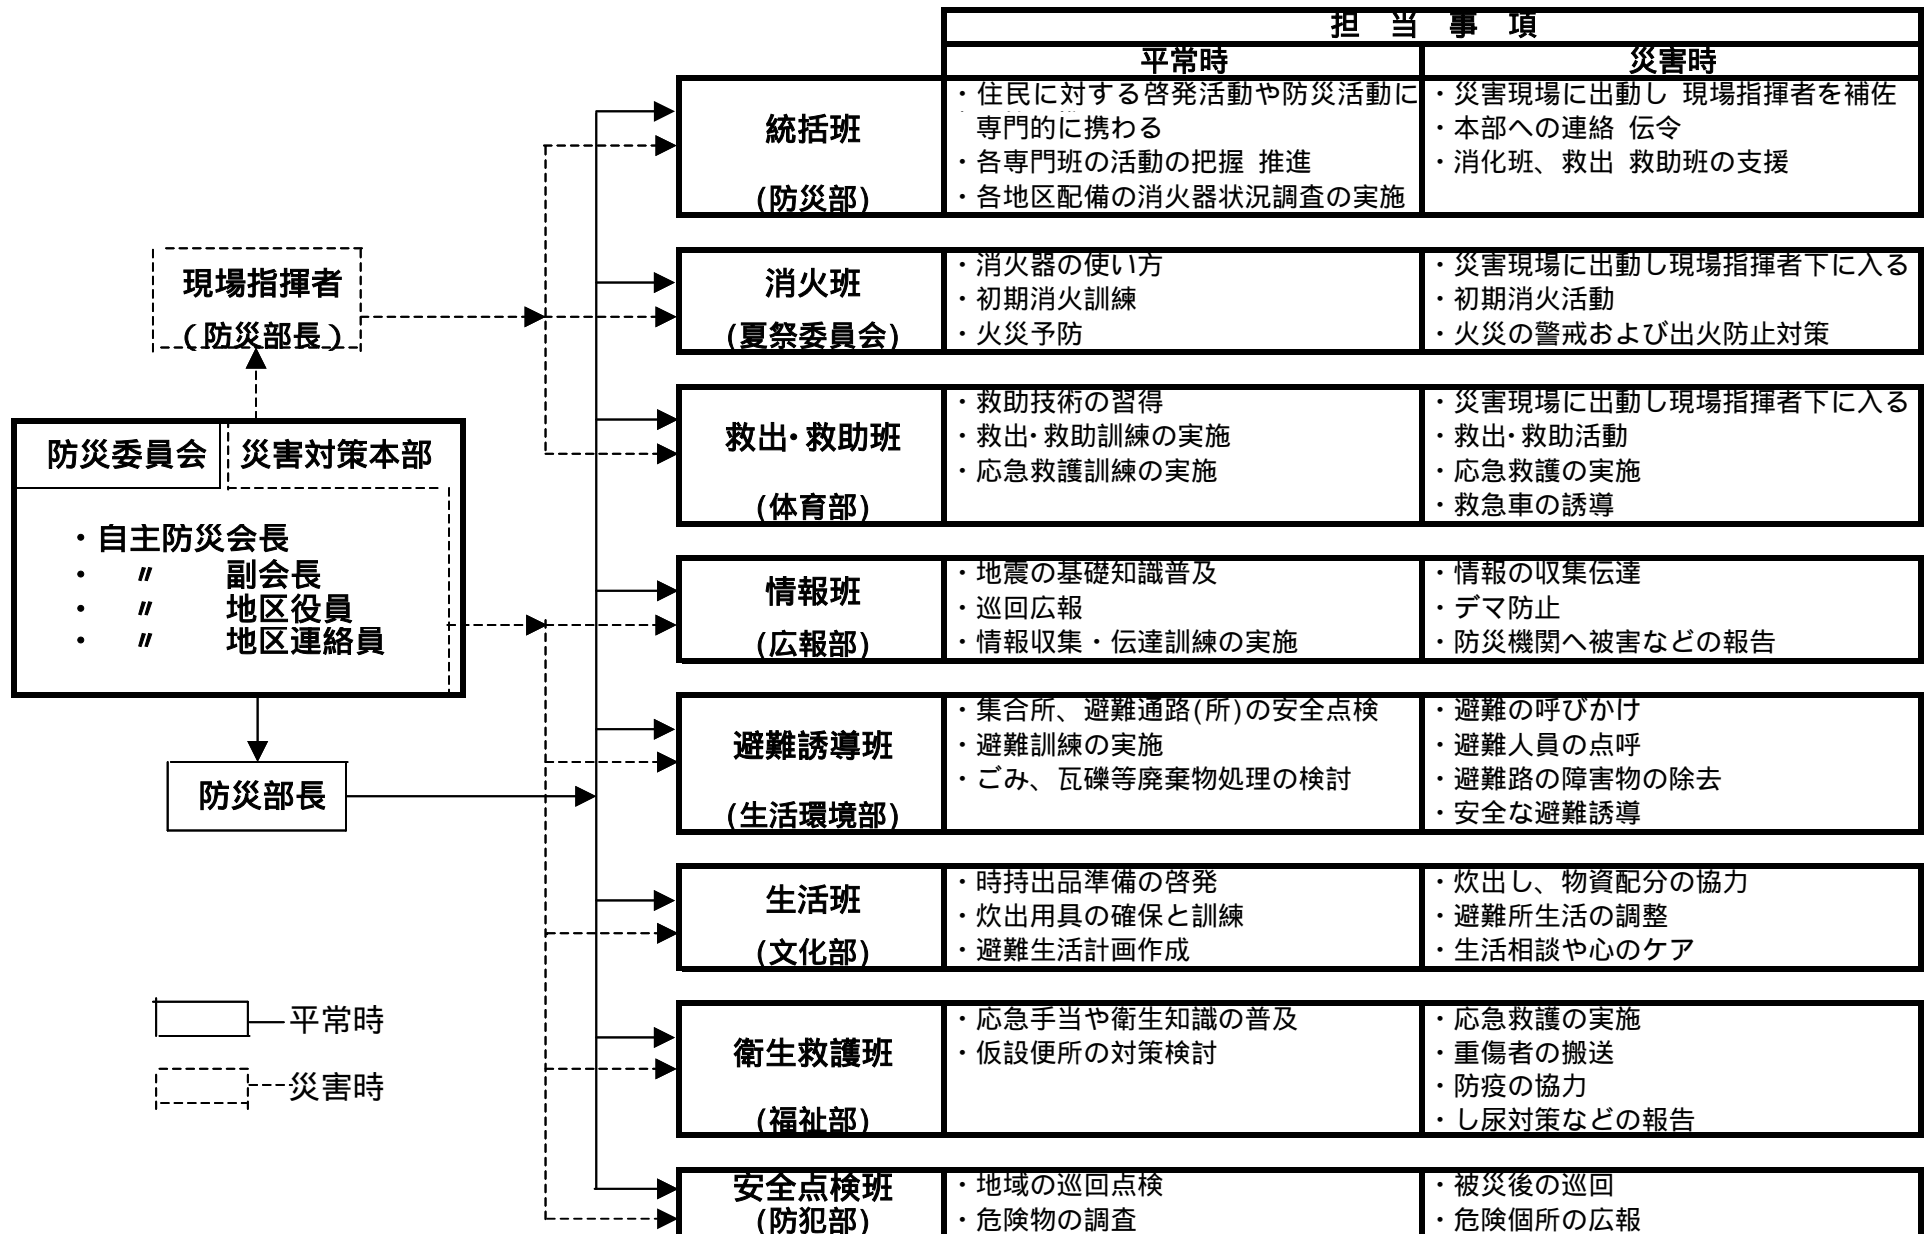 担 当 事 項
平常時
災害時
統括班
(防災部)
・住民に対する啓発活動や防災活動に
専門的に携わる
・各専門班の活動の把握 推進
・各地区配備の消火器状況調査の実施
・災害現場に出動し 現場指揮者を補佐
・本部への連絡 伝令
・消化班、救出 救助班の支援
現場指揮者
(防災部長)
消火班
(夏祭委員会)
・消火器の使い方
・初期消火訓練
・火災予防
・災害現場に出動し現場指揮者下に入る
・初期消火活動
・火災の警戒および出火防止対策
救出・救助班
(体育部)
・救助技術の習得
・救出・救助訓練の実施
・応急救護訓練の実施
・災害現場に出動し現場指揮者下に入る
・救出・救助活動
・応急救護の実施
・救急車の誘導
防災委員会
災害対策本部
・自主防災会長
・ 〃 副会長
・ 〃 地区役員
・ 〃 地区連絡員
情報班
(広報部)
・地震の基礎知識普及
・巡回広報
・情報収集・伝達訓練の実施
・情報の収集伝達
・デマ防止
・防災機関へ被害などの報告
防災部長
避難誘導班
(生活環境部)
・集合所、避難通路(所)の安全点検
・避難訓練の実施
・ごみ、瓦礫等廃棄物処理の検討
・避難の呼びかけ
・避難人員の点呼
・避難路の障害物の除去
・安全な避難誘導
生活班
(文化部)
・時持出品準備の啓発
・炊出用具の確保と訓練
・避難生活計画作成
・炊出し、物資配分の協力
・避難所生活の調整
・生活相談や心のケア
平常時
災害時
衛生救護班
(福祉部)
・応急手当や衛生知識の普及
・仮設便所の対策検討
・応急救護の実施
・重傷者の搬送
・防疫の協力
・し尿対策などの報告
安全点検班
(防犯部)
・地域の巡回点検
・危険物の調査
・被災後の巡回
・危険個所の広報